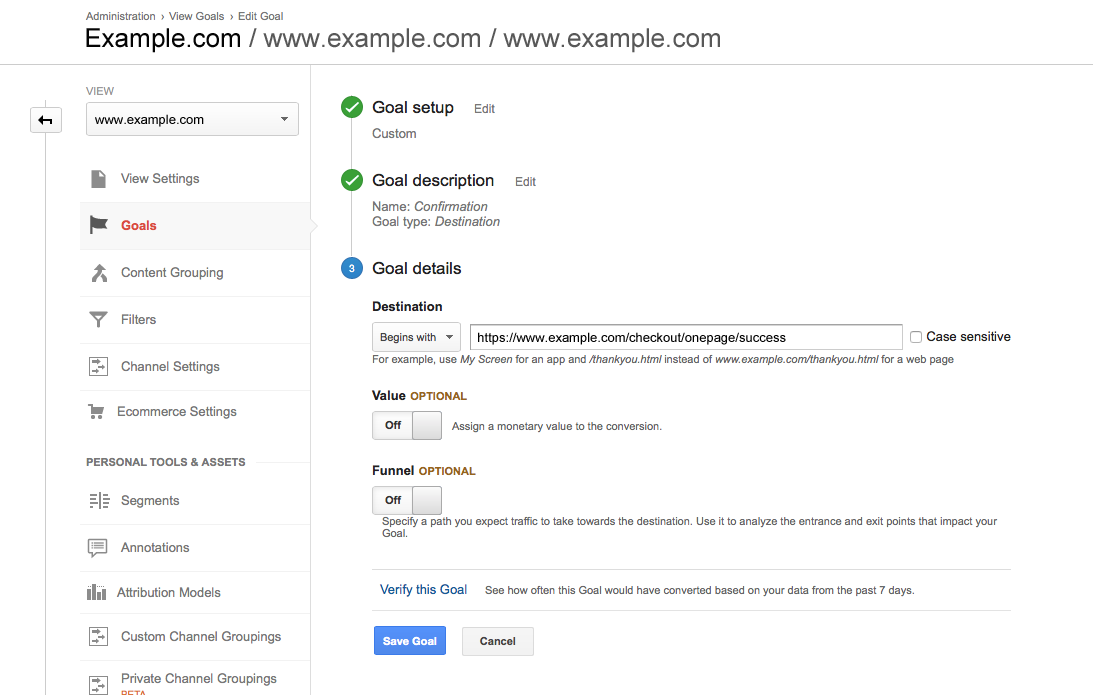 Administration › View Goals › Edit Goal
Example.com / www.example.com / www.example.com
VIEW
www.example.com
View Settings
Goals
Content Grouping
Filters
Channel Settings
Ecommerce Settings
PERSONAL TOOLS & ASSETS
Segments
Annotations
Attribution Models
Custom Channel Groupings
Private Channel Groupings
BETA
Goal setup Edit
Custom
Goal description Edit
Name: Confirmation
Goal type: Destination
3 Goal details
Destination
Begins with https://www.example.com/checkout/onepage/success Case sensitive
For example, use My Screen for an app and /thankyou.html instead of www.example.com/thankyou.html for a web page
Value OPTIONAL
Off Assign a monetary value to the conversion.
Funnel OPTIONAL
Off
Specify a path you expect traffic to take towards the destination. Use it to analyze the entrance and exit points that impact your
Goal.
Verify this Goal See how often this Goal would have converted based on your data from the past 7 days.
Save Goal Cancel